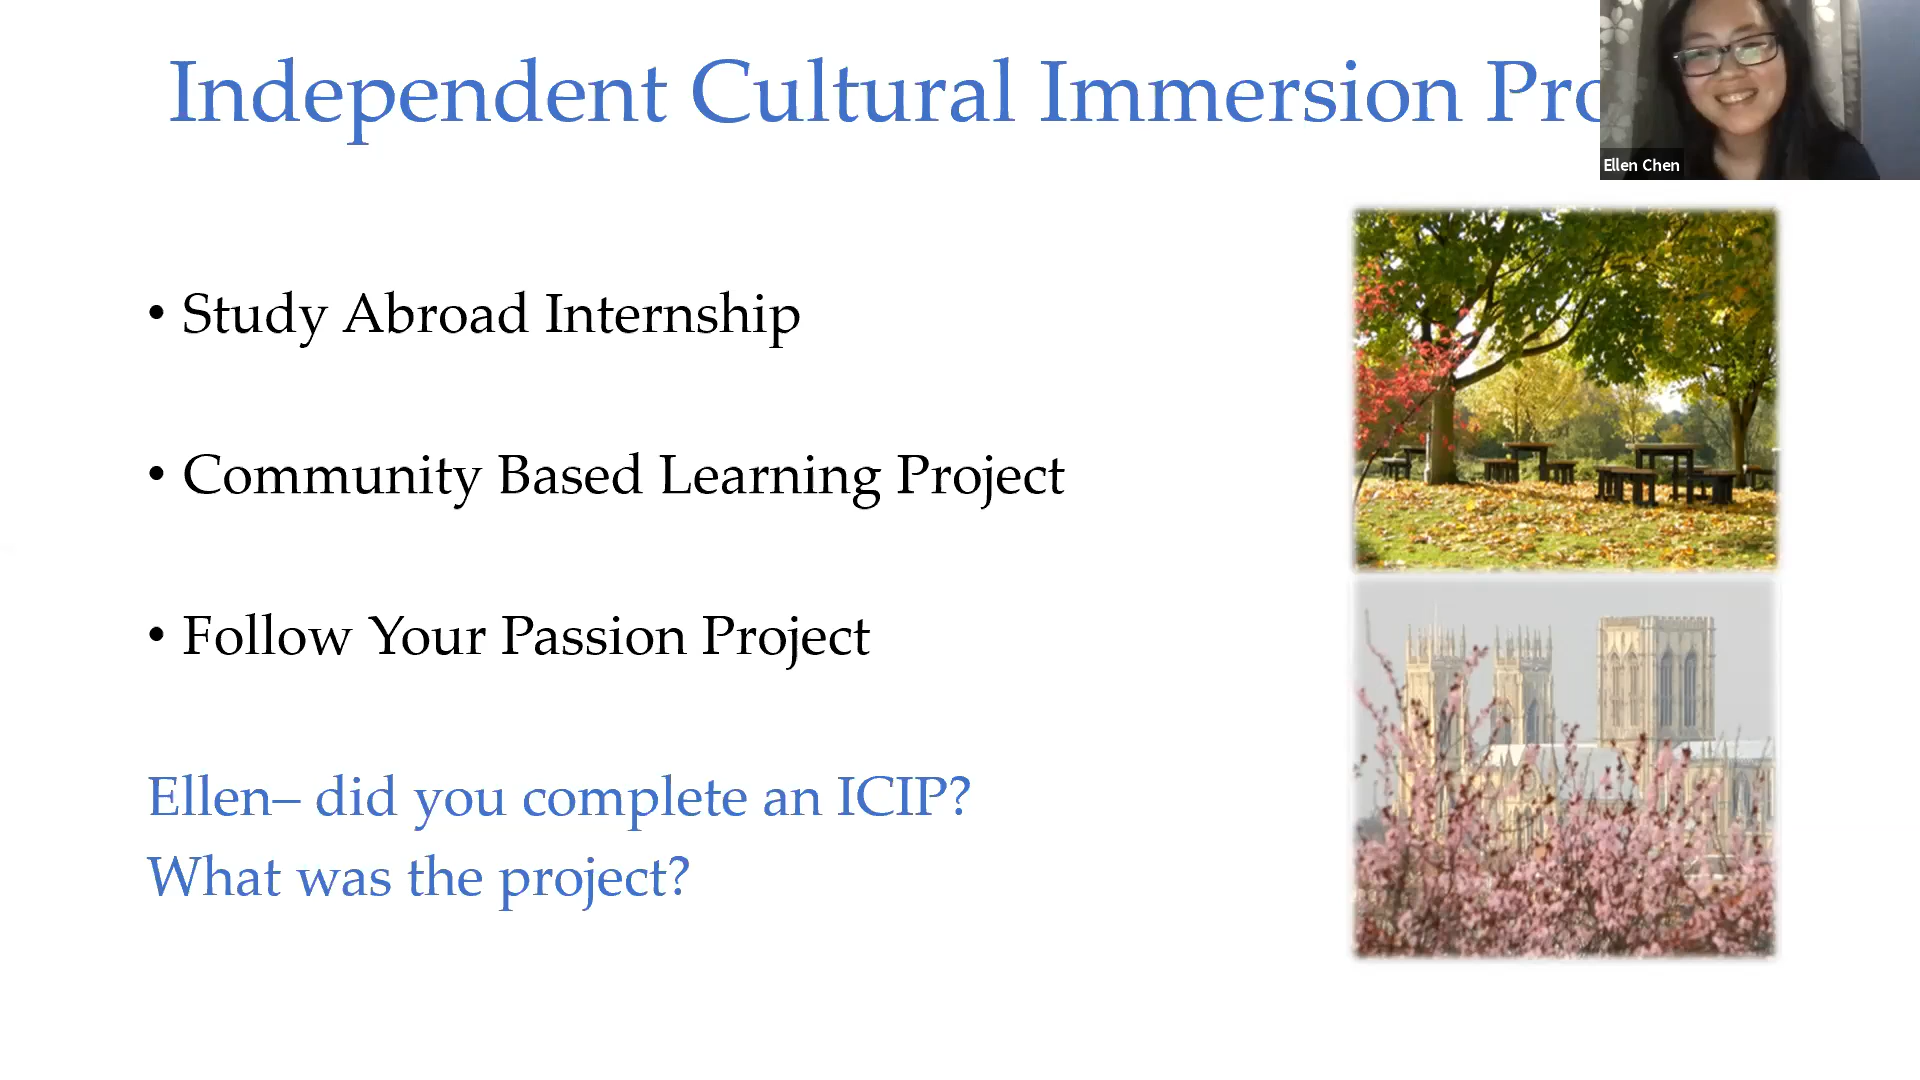 Independent Cultural Immersion Pro
Ellen Chen
• Study Abroad Internship
• Community Based Learning Project
• Follow Your Passion Project
Ellen– did you complete an ICIP?
What was the project?